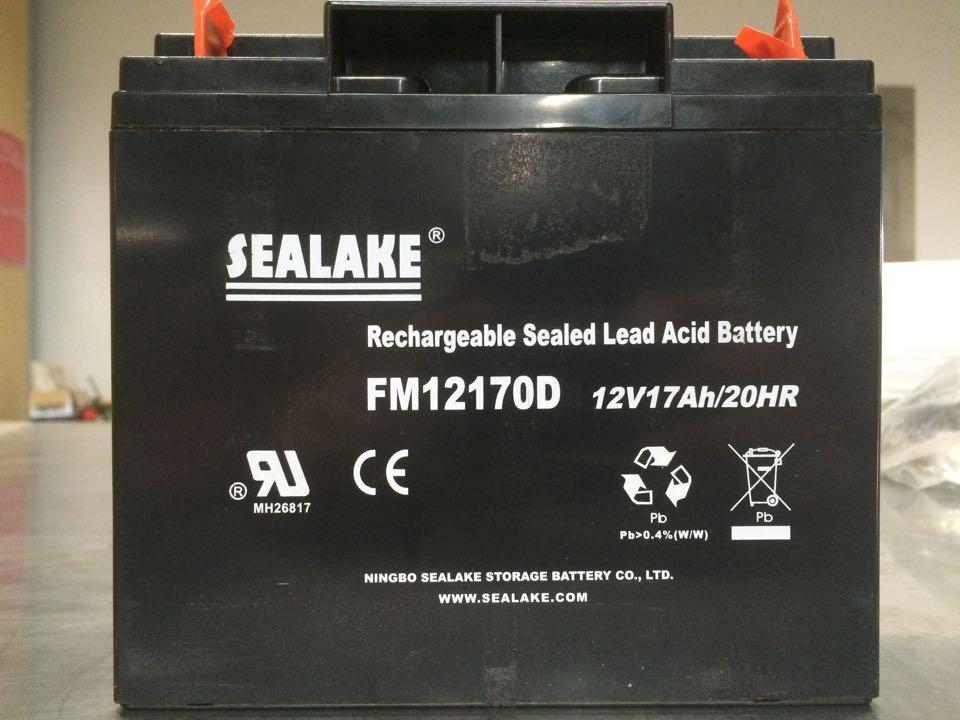 SEALAKE®
Rechargeable Sealed Lead Acid Battery
FM12170D 12V17Ah/20HR
® RU CE
MH26817
Pb Pb
Pb>0.4%(W/W)
NINGBO SEALAKE STORAGE BATTERY CO., LTD.
WWW.SEALAKE.COM